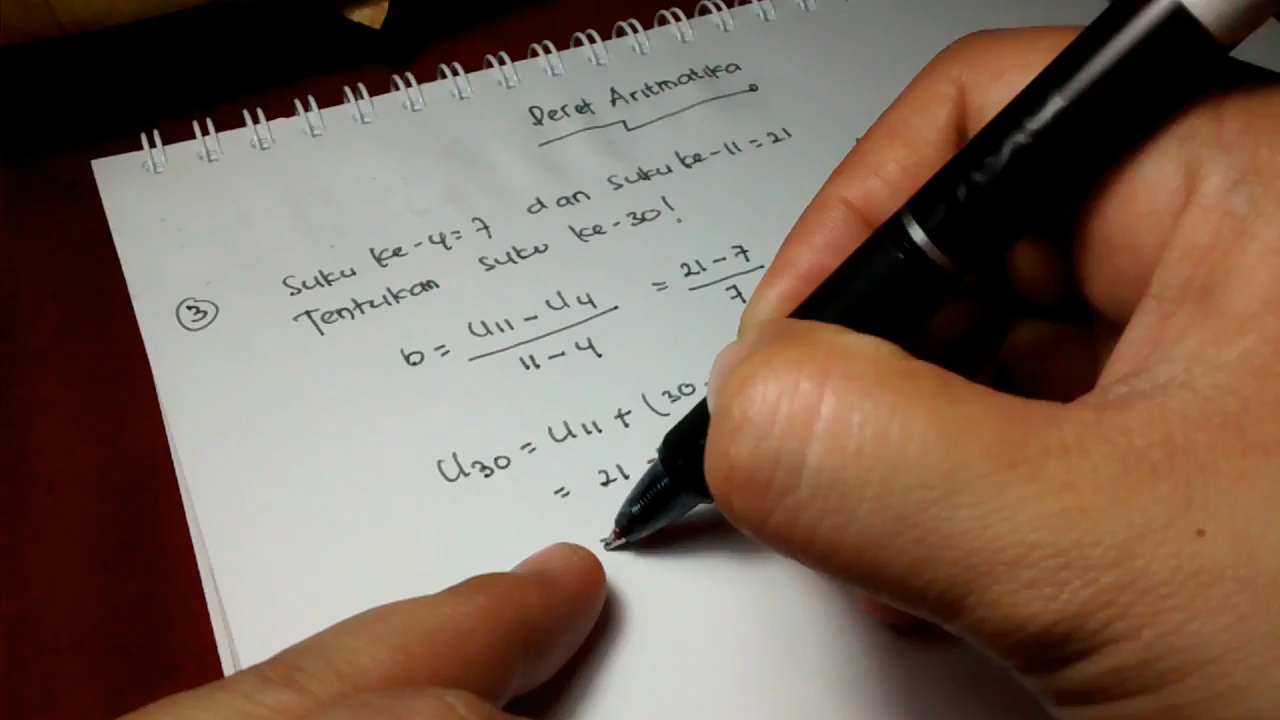 Deret Aritmatika
③ Suku ke-4=7 dan suku ke-11=21
Tentukan suku ke-30!
b = U11 - U4 / 11 - 4 = 21 - 7 / 7
U30 = U11 + (30
= 21